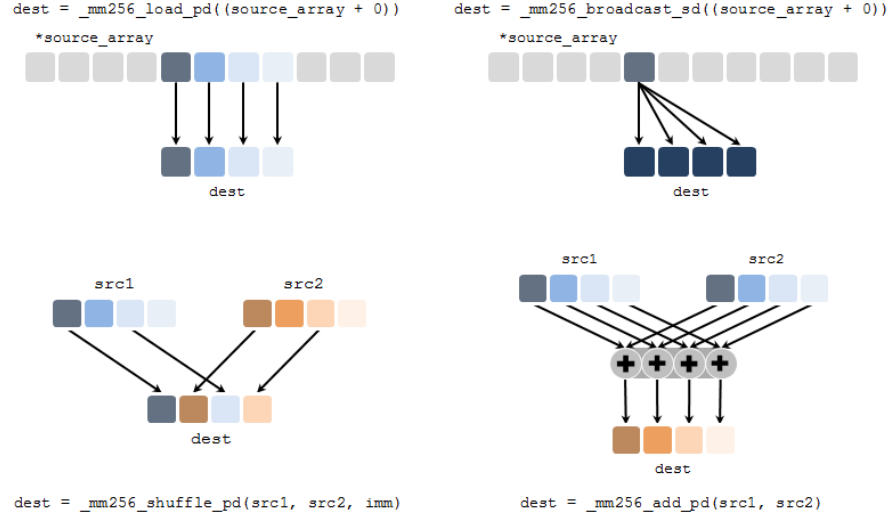 dest = _mm256_load_pd((source_array + 0))
*source_array
dest
dest = _mm256_broadcast_sd((source_array + 0))
*source_array
dest
src1
src2
dest
dest = _mm256_shuffle_pd(src1, src2, imm)
src1
src2
dest
dest = _mm256_add_pd(src1, src2)